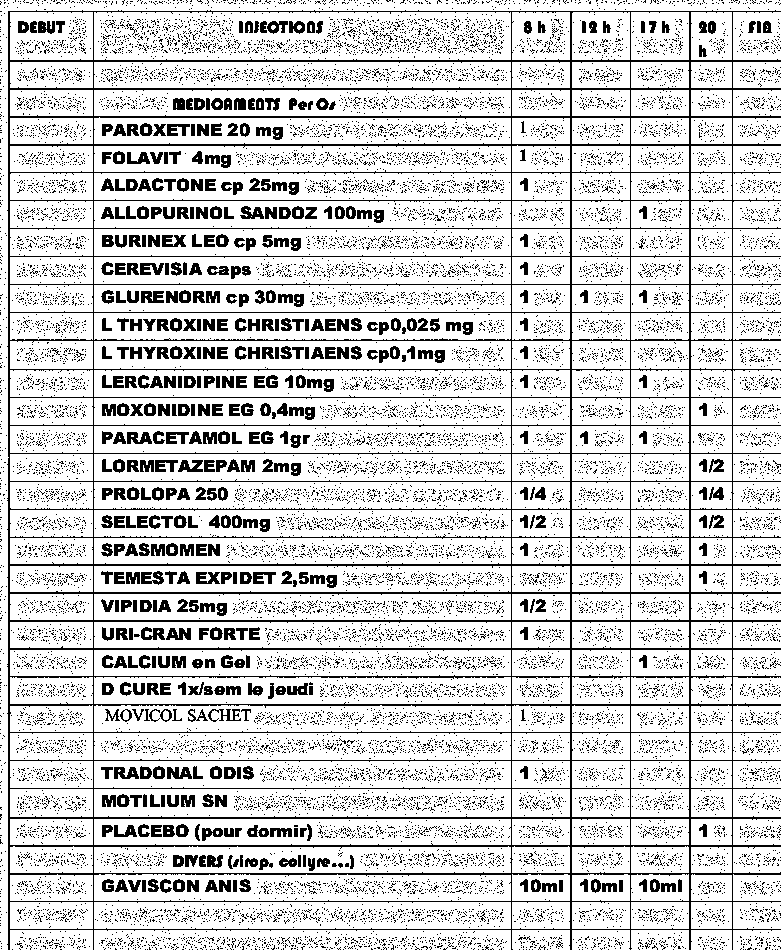 DEBUT INJECTIONS 8 h 12 h 17 h 20 h FIN
MEDICAMENTS Per Os
PAROXETINE 20 mg 1
FOLAVIT 4mg 1
ALDACTONE cp 25mg 1
ALLOPURINOL SANDOZ 100mg 1
BURINEX LEO cp 5mg 1
CEREVISIA caps 1
GLURENORM cp 30mg 1 1 1
L THYROXINE CHRISTIAENS cp0,025 mg 1
L THYROXINE CHRISTIAENS cp0,1mg 1
LERCANIDIPINE EG 10mg 1 1
MOXONIDINE EG 0,4mg 1
PARACETAMOL EG 1gr 1 1 1
LORMETAZEPAM 2mg 1/2
PROLOPA 250 1/4 1/4
SELECTOL 400mg 1/2 1/2
SPASMOMEN 1 1
TEMESTA EXPIDET 2,5mg 1
VIPIDIA 25mg 1/2
URI-CRAN FORTE 1
CALCIUM en Gel 1
D CURE 1x/sem le jeudi
MOVICOL SACHET 1
TRADONAL ODIS 1
MOTILIUM SN
PLACEBO (pour dormir) 1
DIVERS (sirop, collyre...)
GAVISCON ANIS 10ml 10ml 10ml